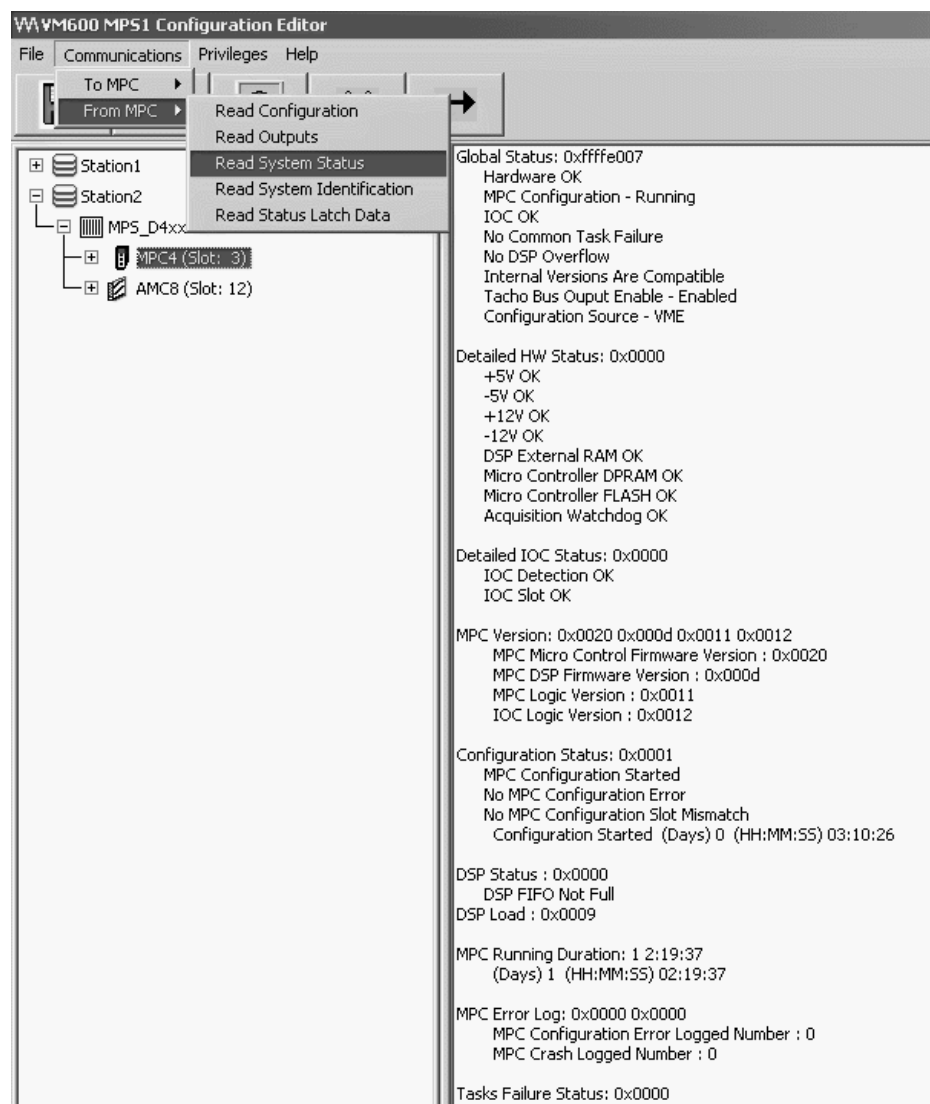 VM600 MPS1 Configuration Editor
File Communications Privileges Help
To MPC
From MPC
Read Configuration
Read Outputs
Read System Status
Read System Identification
Read Status Latch Data
Station1
Station2
MPS_D4xx
MPC4 (Slot: 3)
AMC8 (Slot: 12)
Global Status: 0xffffe007
Hardware OK
MPC Configuration - Running
IOC OK
No Common Task Failure
No DSP Overflow
Internal Versions Are Compatible
Tacho Bus Ouput Enable - Enabled
Configuration Source - VME
Detailed HW Status: 0x0000
+5V OK
-5V OK
+12V OK
-12V OK
DSP External RAM OK
Micro Controller DPRAM OK
Micro Controller FLASH OK
Acquisition Watchdog OK
Detailed IOC Status: 0x0000
IOC Detection OK
IOC Slot OK
MPC Version: 0x0020 0x000d 0x0011 0x0012
MPC Micro Control Firmware Version : 0x0020
MPC DSP Firmware Version : 0x000d
MPC Logic Version : 0x0011
IOC Logic Version : 0x0012
Configuration Status: 0x0001
MPC Configuration Started
No MPC Configuration Error
No MPC Configuration Slot Mismatch
Configuration Started (Days) 0 (HH:MM:SS) 03:10:26
DSP Status : 0x0000
DSP FIFO Not Full
DSP Load : 0x0009
MPC Running Duration: 1 2:19:37
(Days) 1 (HH:MM:SS) 02:19:37
MPC Error Log: 0x0000 0x0000
MPC Configuration Error Logged Number : 0
MPC Crash Logged Number : 0
Tasks Failure Status: 0x0000